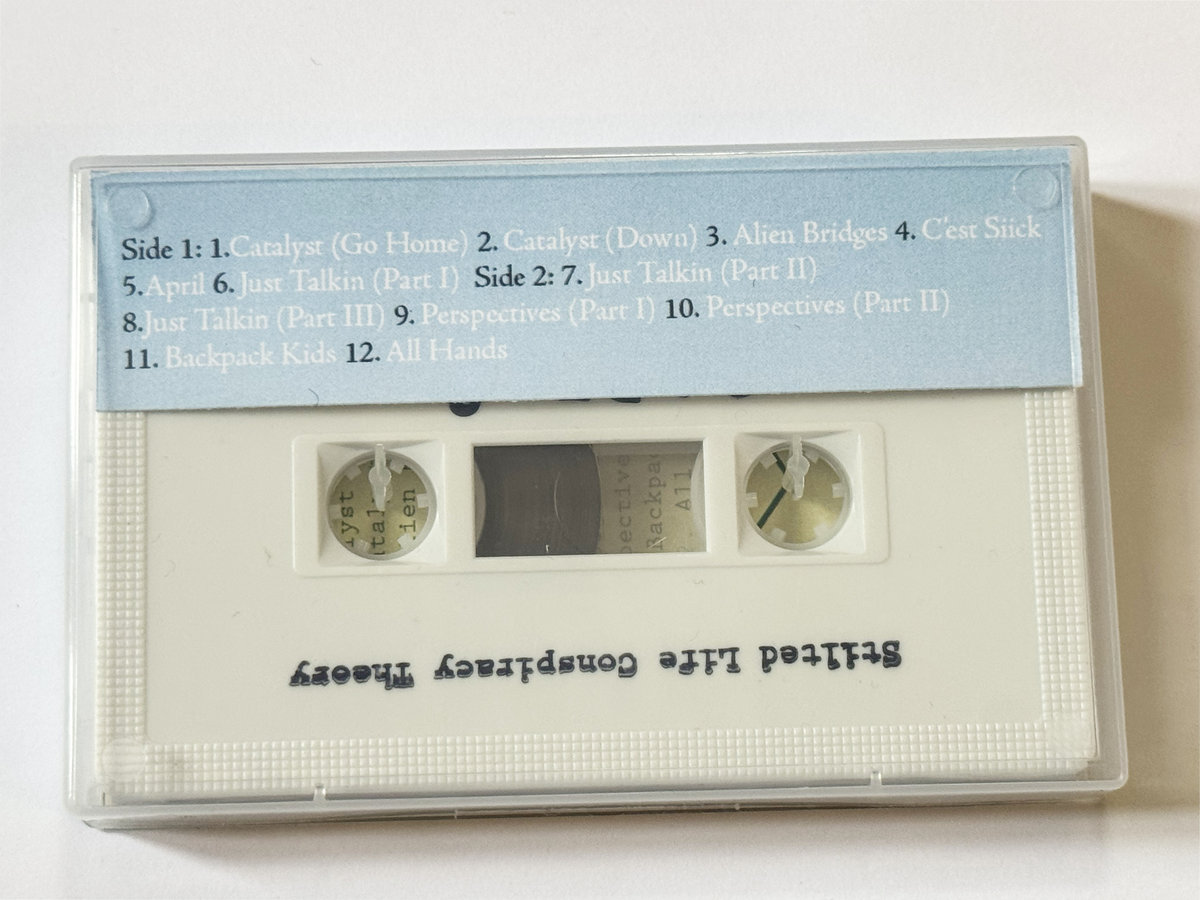 Side 1: 1.Catalyst (Go Home) 2. Catalyst (Down) 3. Alien Bridges 4. C'est Siick
5. April 6. Just Talkin (Part I) Side 2: 7. Just Talkin (Part II)
8.Just Talkin (Part III) 9. Perspectives (Part I) 10. Perspectives (Part II)
11. Backpack Kids 12. All Hands
Stilted Life Conspiracy Theory
All